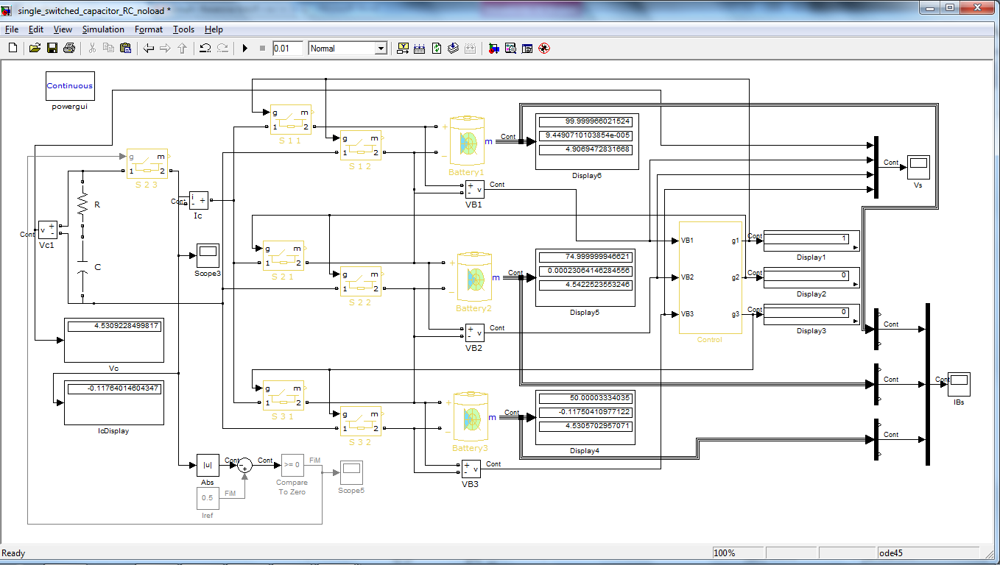 single_switched_capacitor_RC_noload *
File Edit View Simulation Format Tools Help
0.01 Normal
Continuous
powergui
g m
1 2
S 1 1
g m
1 2
S 1 2
+
-
m
Battery1
Cont
99.999966021524
9.4490710103854e-005
4.9069472831668
Display6
g m
1 2
S 2 3
+
-
v
Cont
VB1
Cont
Vs
Cont
i
+
-
Ic
R
C
Cont
v
+
-
Vc1
Scope3
g m
1 2
S 2 1
g m
1 2
S 2 2
+
-
m
Battery2
Cont
74.999999946621
0.00023064146284556
4.5422523553246
Display5
VB1
VB2
VB3
g1
g2
g3
Control
Cont
1
Display1
Cont
0
Display2
Cont
0
Display3
+
-
v
Cont
VB2
4.5309228499817
Vc
-0.11764014604347
IcDisplay
g m
1 2
S 3 1
g m
1 2
S 3 2
+
-
m
Battery3
Cont
50.00003334035
-0.11750410977122
4.5305702957071
Display4
Cont
Cont
Cont
Cont
IBs
+
-
v
Cont
VB3
|u|
Abs
Cont
-
+
Cont
>= 0
Compare
To Zero
FiM
Scope5
0.5
Iref
FiM
Ready 100% ode45